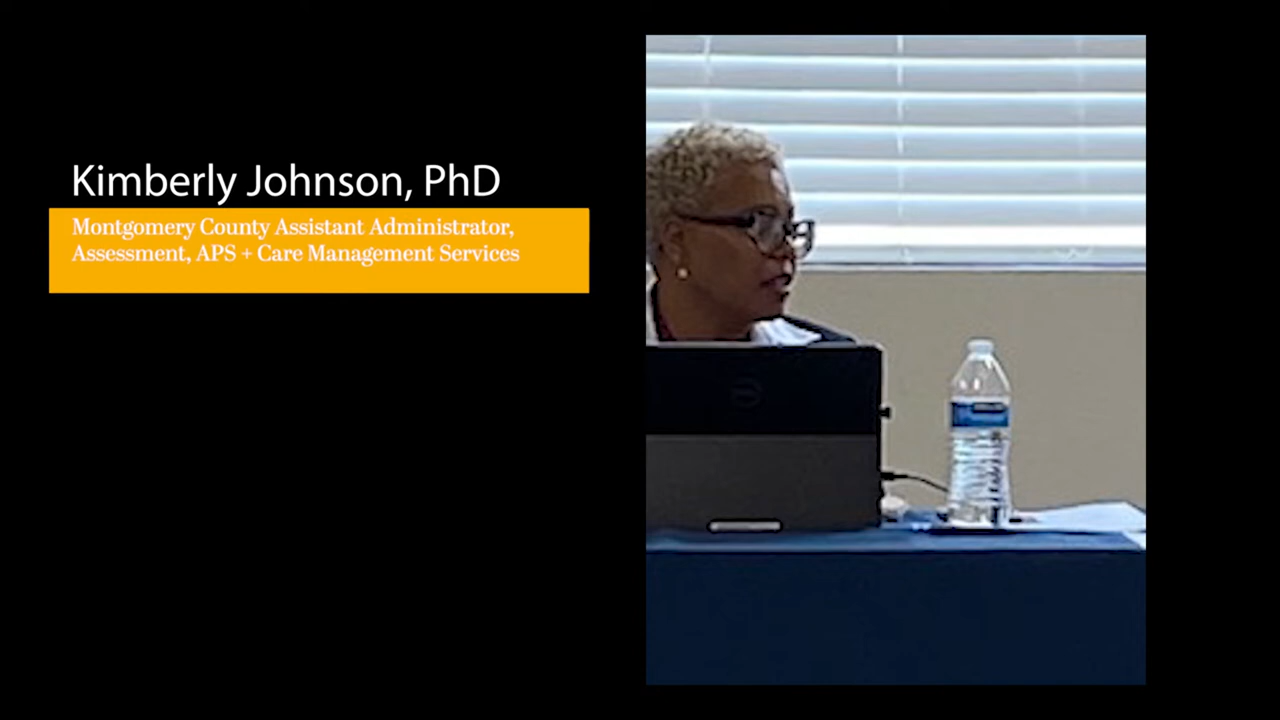 Kimberly Johnson, PhD
Montgomery County Assistant Administrator,
Assessment, APS + Care Management Services